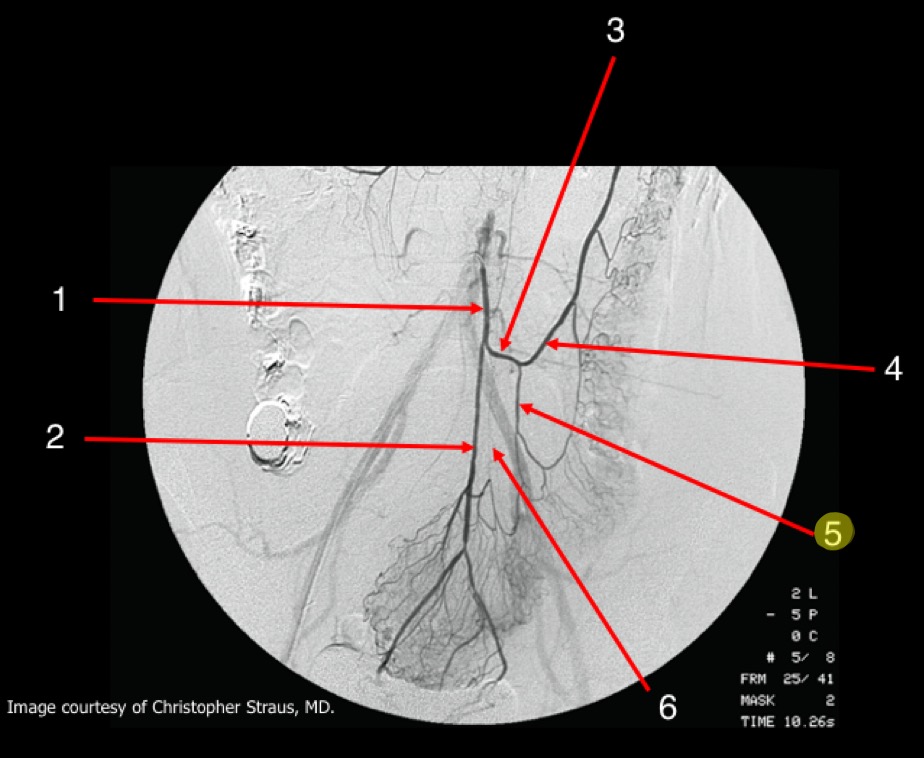 3
1
4
2
5
2 L
- 5 P
0 C
# 5/ 8
FRM 25/ 41
MASK 2
TIME 10.26s
6
Image courtesy of Christopher Straus, MD.